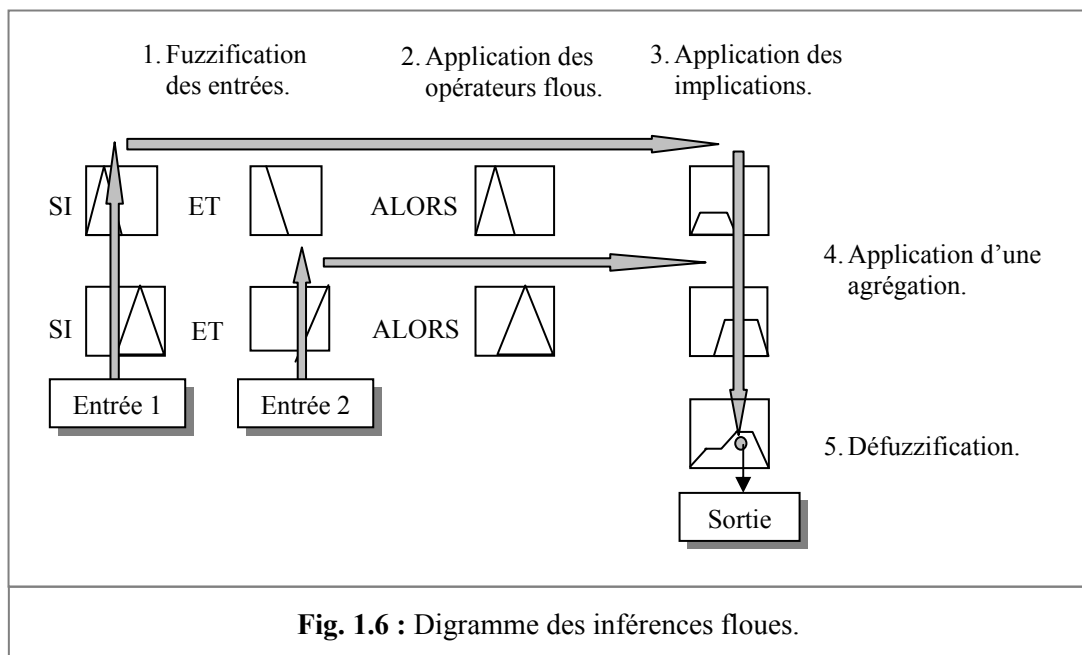 1. Fuzzification
des entrées.
2. Application des
opérateurs flous.
3. Application des
implications.
SI
ET
ALORS
4. Application d’une
agrégation.
SI
ET
ALORS
Entrée 1
Entrée 2
5. Défuzzification.
Sortie
Fig. 1.6 : Digramme des inférences floues.